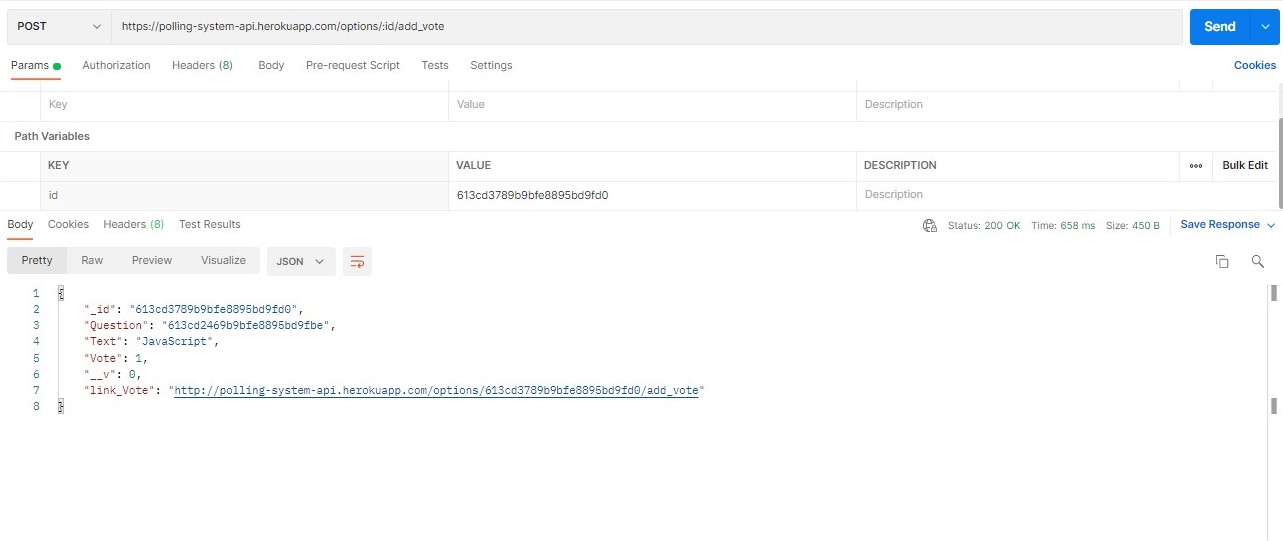 POST https://polling-system-api.herokuapp.com/options/:id/add_vote Send
Params Authorization Headers (8) Body Pre-request Script Tests Settings Cookies
Key Value Description
Path Variables
KEY VALUE DESCRIPTION ooo Bulk Edit
id 613cd3789b9bfe8895bd9fd0 Description
Body Cookies Headers (8) Test Results Status: 200 OK Time: 658 ms Size: 450 B Save Response
Pretty Raw Preview Visualize JSON
1 {
2 "_id": "613cd3789b9bfe8895bd9fd0",
3 "Question": "613cd2469b9bfe8895bd9fbe",
4 "Text": "JavaScript",
5 "Vote": 1,
6 "__v": 0,
7 "link_Vote": "http://polling-system-api.herokuapp.com/options/613cd3789b9bfe8895bd9fd0/add_vote"
8 }